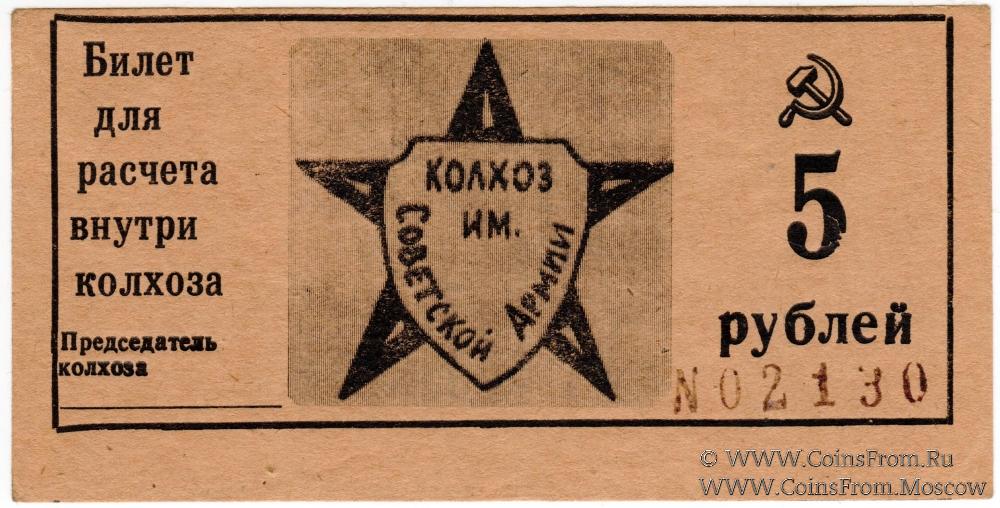 Билет
для
расчета
внутри
колхоза
Председатель
колхоза
КОЛХОЗ
ИМ.
СОВЕТСКОЙ АРМИИ
5
рублей
N02130
© WWW.CoinsFrom.Ru
WWW.CoinsFrom.Moscow